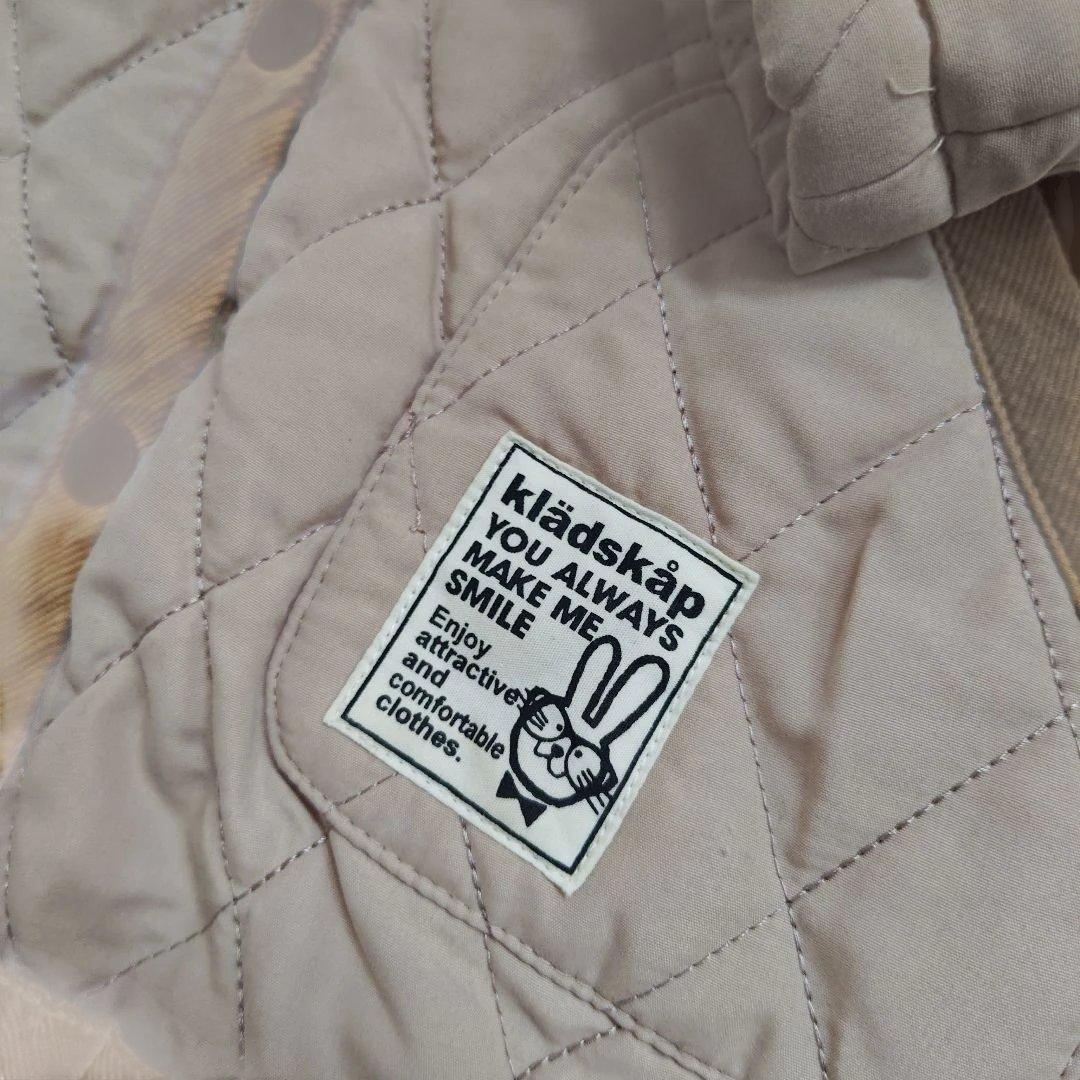 klädskåp
YOU ALWAYS
MAKE ME
SMILE
Enjoy
attractive
and
comfortable
clothes.